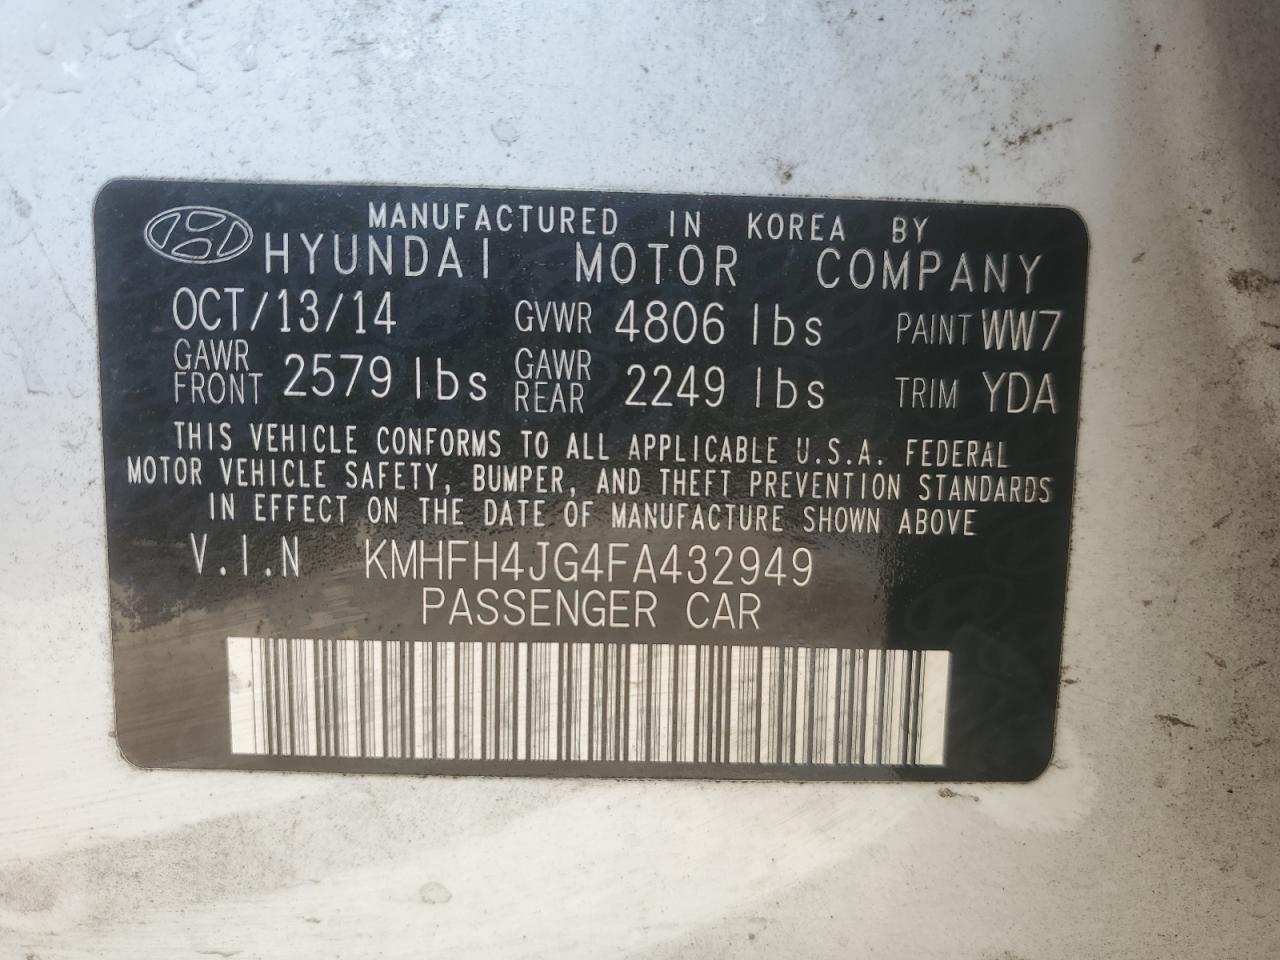 MANUFACTURED IN KOREA BY
HYUNDAI MOTOR COMPANY
OCT/13/14 GVWR 4806 lbs PAINT WW7
GAWR FRONT 2579 lbs GAWR REAR 2249 lbs TRIM YDA
THIS VEHICLE CONFORMS TO ALL APPLICABLE U.S.A. FEDERAL
MOTOR VEHICLE SAFETY, BUMPER, AND THEFT PREVENTION STANDARDS
IN EFFECT ON THE DATE OF MANUFACTURE SHOWN ABOVE
V.I.N KMHFH4JG4FA432949
PASSENGER CAR